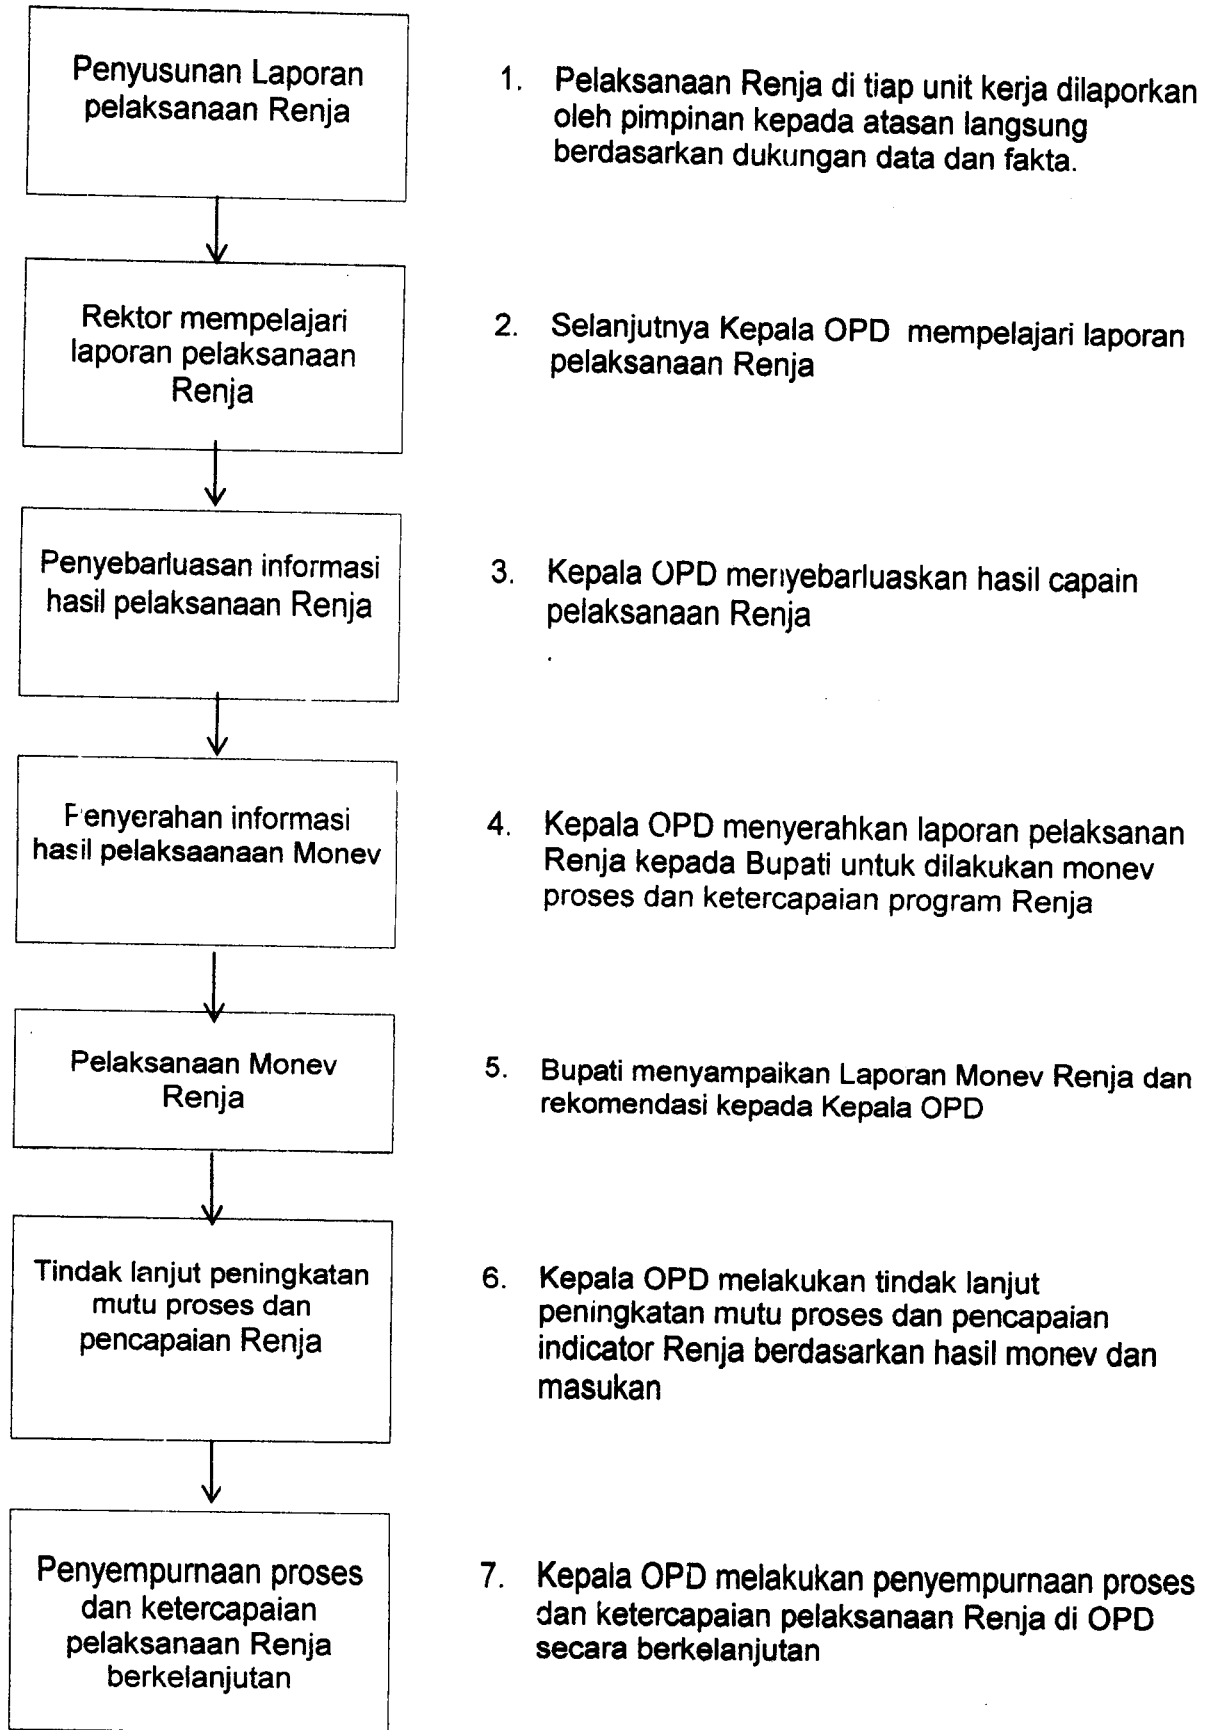 Penyusunan Laporan
pelaksanaan Renja
1. Pelaksanaan Renja di tiap unit kerja dilaporkan
oleh pimpinan kepada atasan langsung
berdasarkan dukungan data dan fakta.
Rektor mempelajari
laporan pelaksanaan
Renja
2. Selanjutnya Kepala OPD mempelajari laporan
pelaksanaan Renja
Penyebarluasan informasi
hasil pelaksanaan Renja
3. Kepala OPD menyebarluaskan hasil capain
pelaksanaan Renja
Penyerahan informasi
hasil pelaksaanaan Monev
4. Kepala OPD menyerahkan laporan pelaksanan
Renja kepada Bupati untuk dilakukan monev
proses dan ketercapaian program Renja
Pelaksanaan Monev
Renja
5. Bupati menyampaikan Laporan Monev Renja dan
rekomendasi kepada Kepala OPD
Tindak lanjut peningkatan
mutu proses dan
pencapaian Renja
6. Kepala OPD melakukan tindak lanjut
peningkatan mutu proses dan pencapaian
indicator Renja berdasarkan hasil monev dan
masukan
Penyempurnaan proses
dan ketercapaian
pelaksanaan Renja
berkelanjutan
7. Kepala OPD melakukan penyempurnaan proses
dan ketercapaian pelaksanaan Renja di OPD
secara berkelanjutan